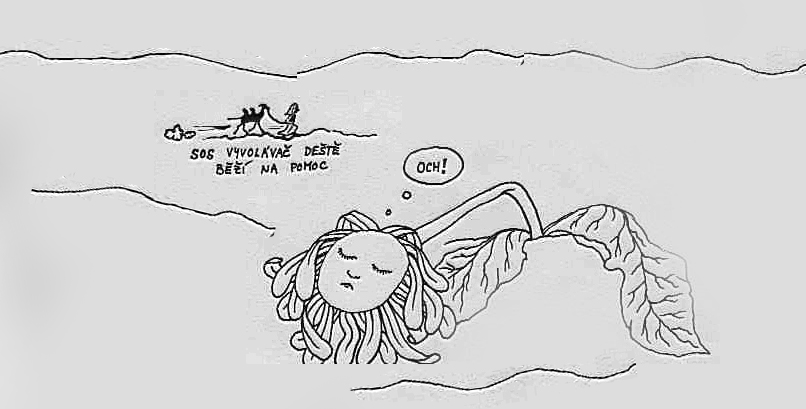 SOS VYVOLÁVAČ DEŠTĚ
BĚŽÍ NA POMOC
OCH!